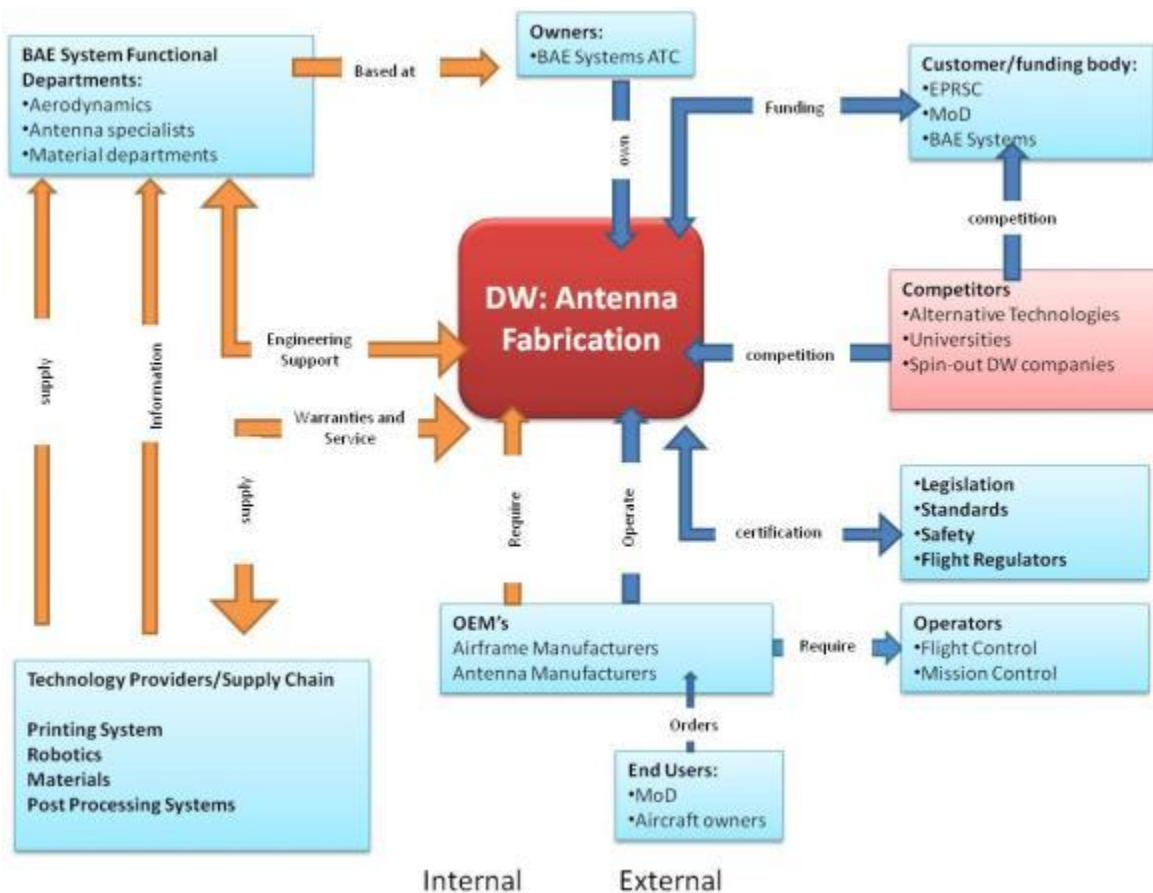 BAE System Functional
Departments:
•Aerodynamics
•Antenna specialists
•Material departments
Based at
Owners:
•BAE Systems ATC
own
Funding
Customer/funding body:
•EPRSC
•MoD
•BAE Systems
competition
DW: Antenna
Fabrication
Competitors
•Alternative Technologies
•Universities
•Spin-out DW companies
competition
supply
Information
Engineering
Support
Warranties and
Service
supply
Require
Operate
certification
•Legislation
•Standards
•Safety
•Flight Regulators
OEM's
Airframe Manufacturers
Antenna Manufacturers
Require
Operators
•Flight Control
•Mission Control
Technology Providers/Supply Chain
Printing System
Robotics
Materials
Post Processing Systems
Orders
End Users:
•MoD
•Aircraft owners
Internal
External